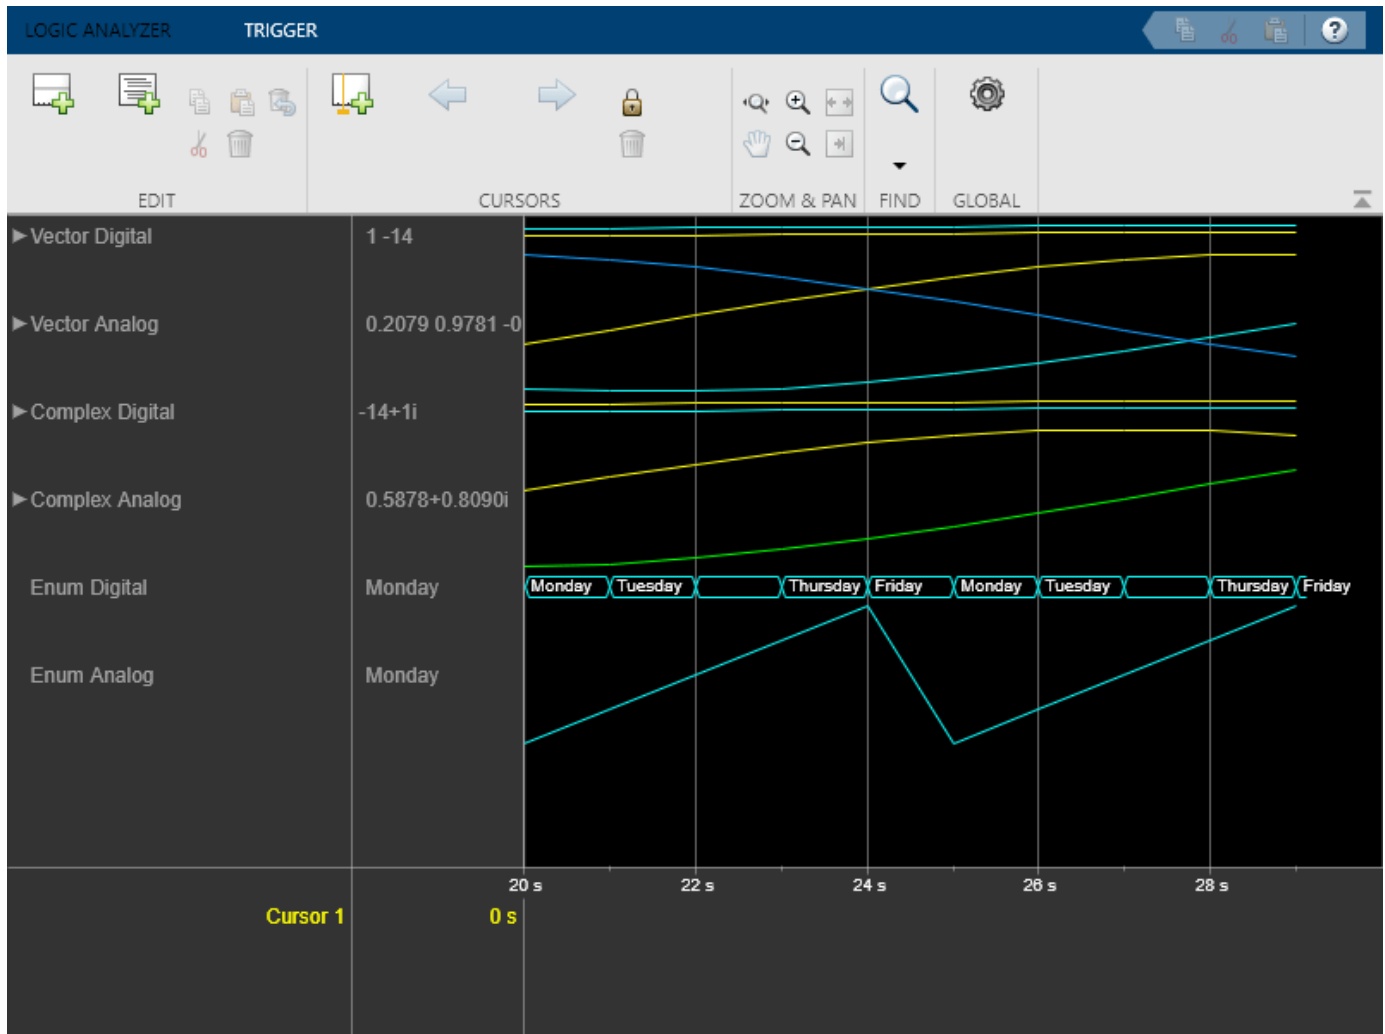 LOGIC ANALYZER TRIGGER ?
EDIT CURSORS ZOOM & PAN FIND GLOBAL
Vector Digital 1 -14
Vector Analog 0.2079 0.9781 -0
Complex Digital -14+1i
Complex Analog 0.5878+0.8090i
Enum Digital Monday Monday Tuesday Thursday Friday Monday Tuesday Thursday Friday
Enum Analog Monday
20 s 22 s 24 s 26 s 28 s
Cursor 1 0 s